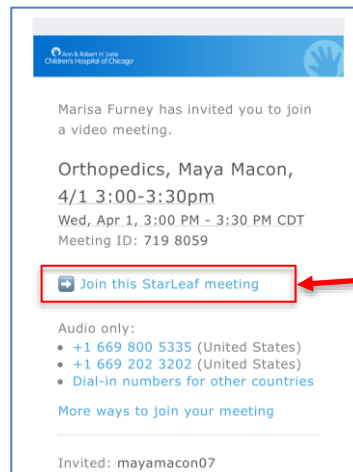 Ann & Robert H. Lurie
Children's Hospital of Chicago
Marisa Furney has invited you to join
a video meeting.
Orthopedics, Maya Macon,
4/1 3:00-3:30pm
Wed, Apr 1, 3:00 PM - 3:30 PM CDT
Meeting ID: 719 8059
Join this StarLeaf meeting
Audio only:
• +1 669 800 5335 (United States)
• +1 669 202 3202 (United States)
• Dial-in numbers for other countries
More ways to join your meeting
Invited: mayamacon07